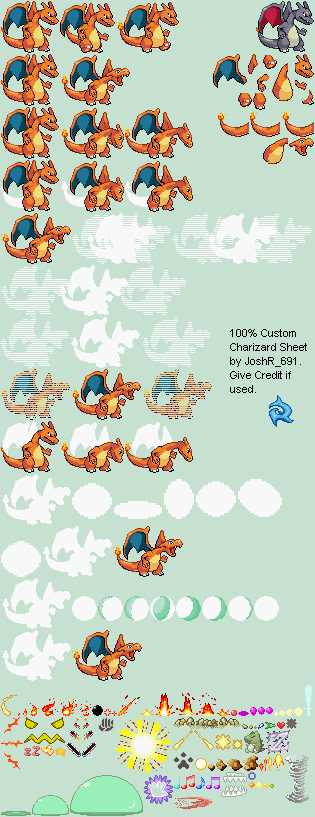 100% Custom
Charizard Sheet
by JoshR_691.
Give Credit if
used.